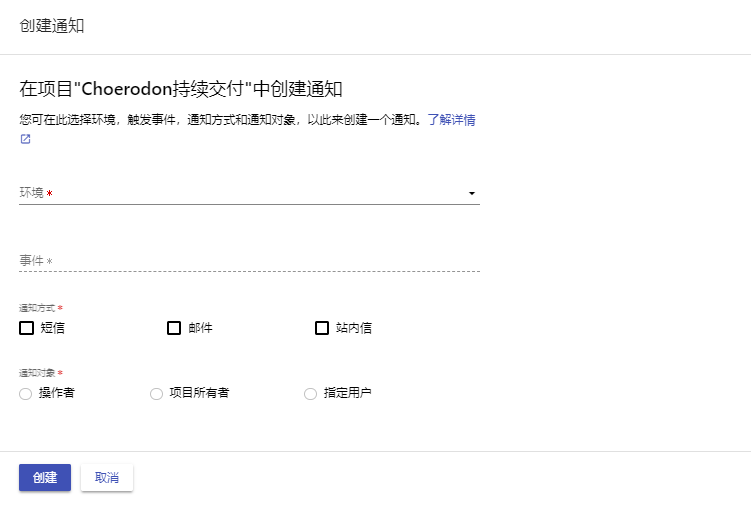 创建通知
在项目"Choerodon持续交付"中创建通知
您可在此选择环境，触发事件，通知方式和通知对象，以此来创建一个通知。了解详情
环境 *
事件 *
通知方式 *
短信 邮件 站内信
通知对象 *
操作者 项目所有者 指定用户
创建 取消